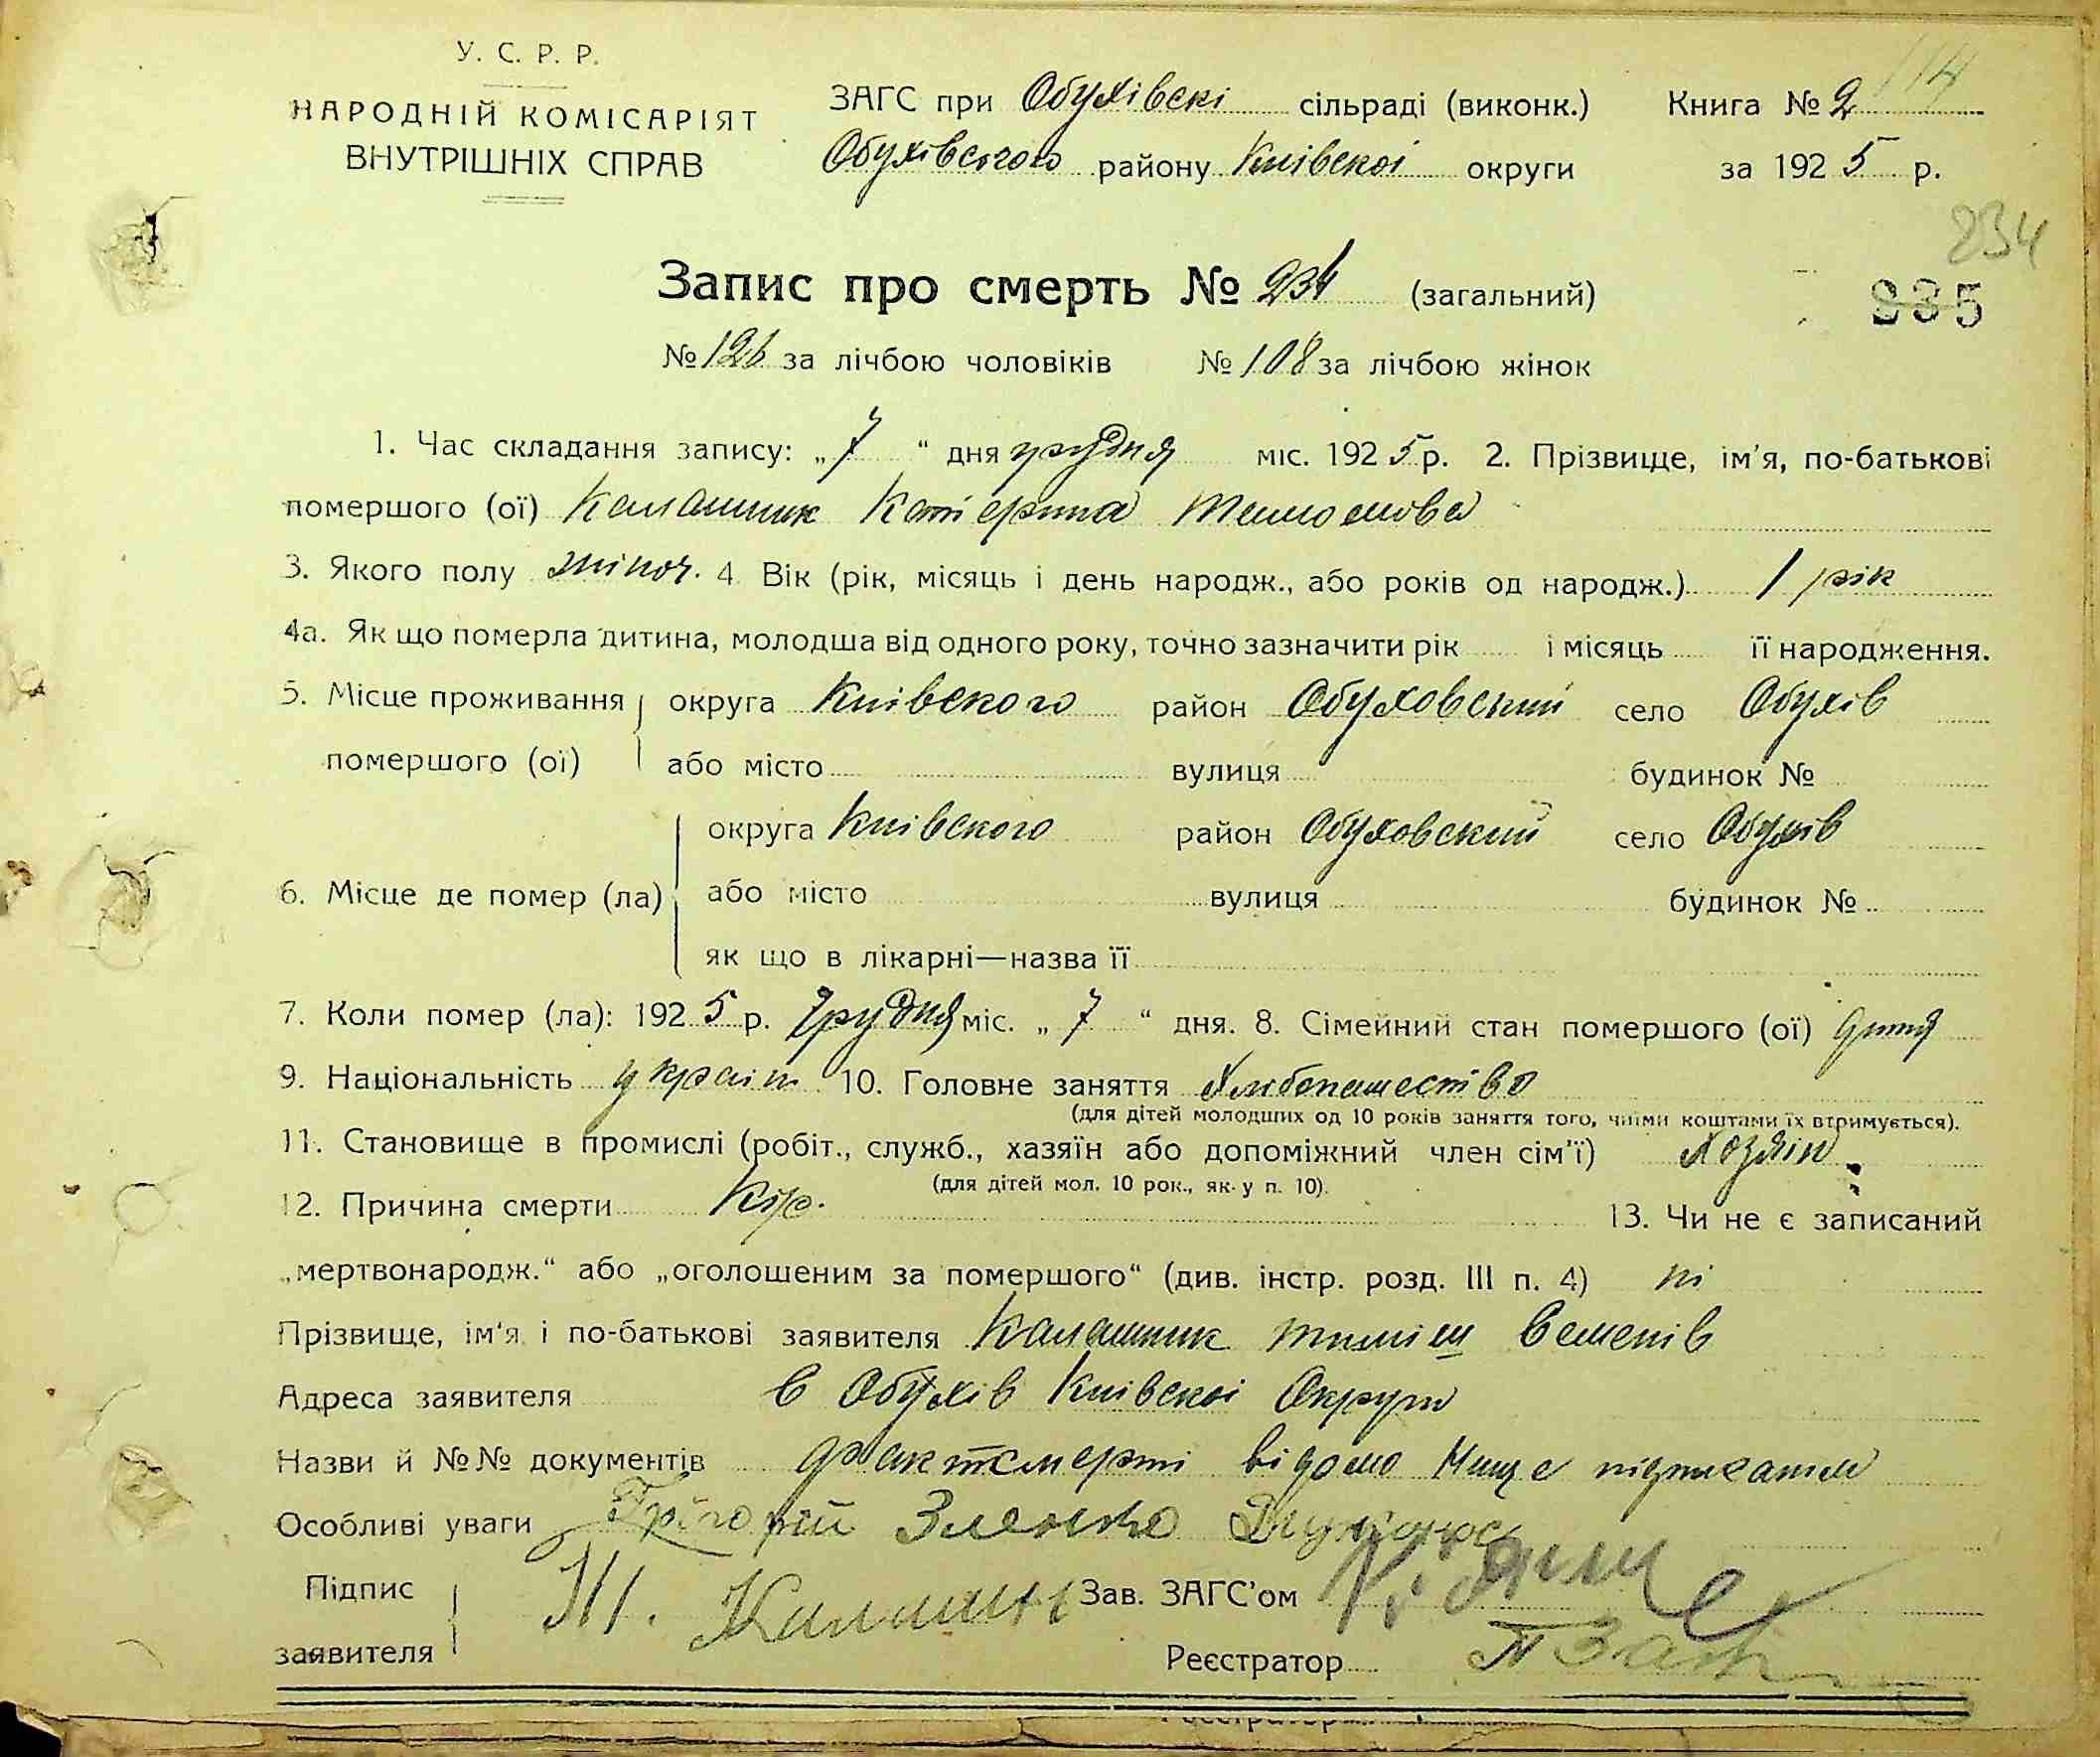 114
У. С. Р. Р.
НАРОДНІЙ КОМІСАРІЯТ
ВНУТРІШНІХ СПРАВ
ЗАГС при Обухівскі сільраді (виконк.) Книга № 2
Обухівського району Київскоі округи за 1925 р.
234
Запис про смерть № 234 (загальний)
935
№ 126 за лічбою чоловіків № 108 за лічбою жінок
1. Час складання запису: „7“ дня грудня міс. 1925 р. 2. Прізвище, ім'я, по-батькові
помершого (ої) Калашник Катерина Тимошова
3. Якого полу жіноч. 4. Вік (рік, місяць і день народж., або років од народж.) 1 рік
4а. Як що померла дитина, молодша від одного року, точно зазначити рік і місяць її народження.
5. Місце проживання округа Київского район Обуховский село Обухів
помершого (ої) або місто вулиця будинок №
округа Київского район Обуховский село Обухів
6. Місце де помер (ла) або місто вулиця будинок №
як що в лікарні—назва її
7. Коли помер (ла): 1925 р. Грудня міс. „7“ дня. 8. Сімейний стан помершого (ої) дитя
9. Національність україн 10. Головне заняття Хлібопашество
(для дітей молодших од 10 років заняття того, чиїми коштами їх втримується).
11. Становище в промислі (робіт., служб., хазяїн або допоміжний член сім'ї) Хозяін
(для дітей мол. 10 рок., як у п. 10).
12. Причина смерти Кір. 13. Чи не є записаний
„мертвонародж.“ або „оголошеним за помершого“ (див. інстр. розд. III п. 4) ні
Прізвище, ім'я і по-батькові заявителя Калашник Тиміш Семенів
Адреса заявителя в Обухів Київскоі Округи
Назви й №№ документів факт смерті відомо Нище підписатим
Особливі уваги Грігорій Зленко
Підпис Зав. ЗАГС'ом
заявителя Реєстратор